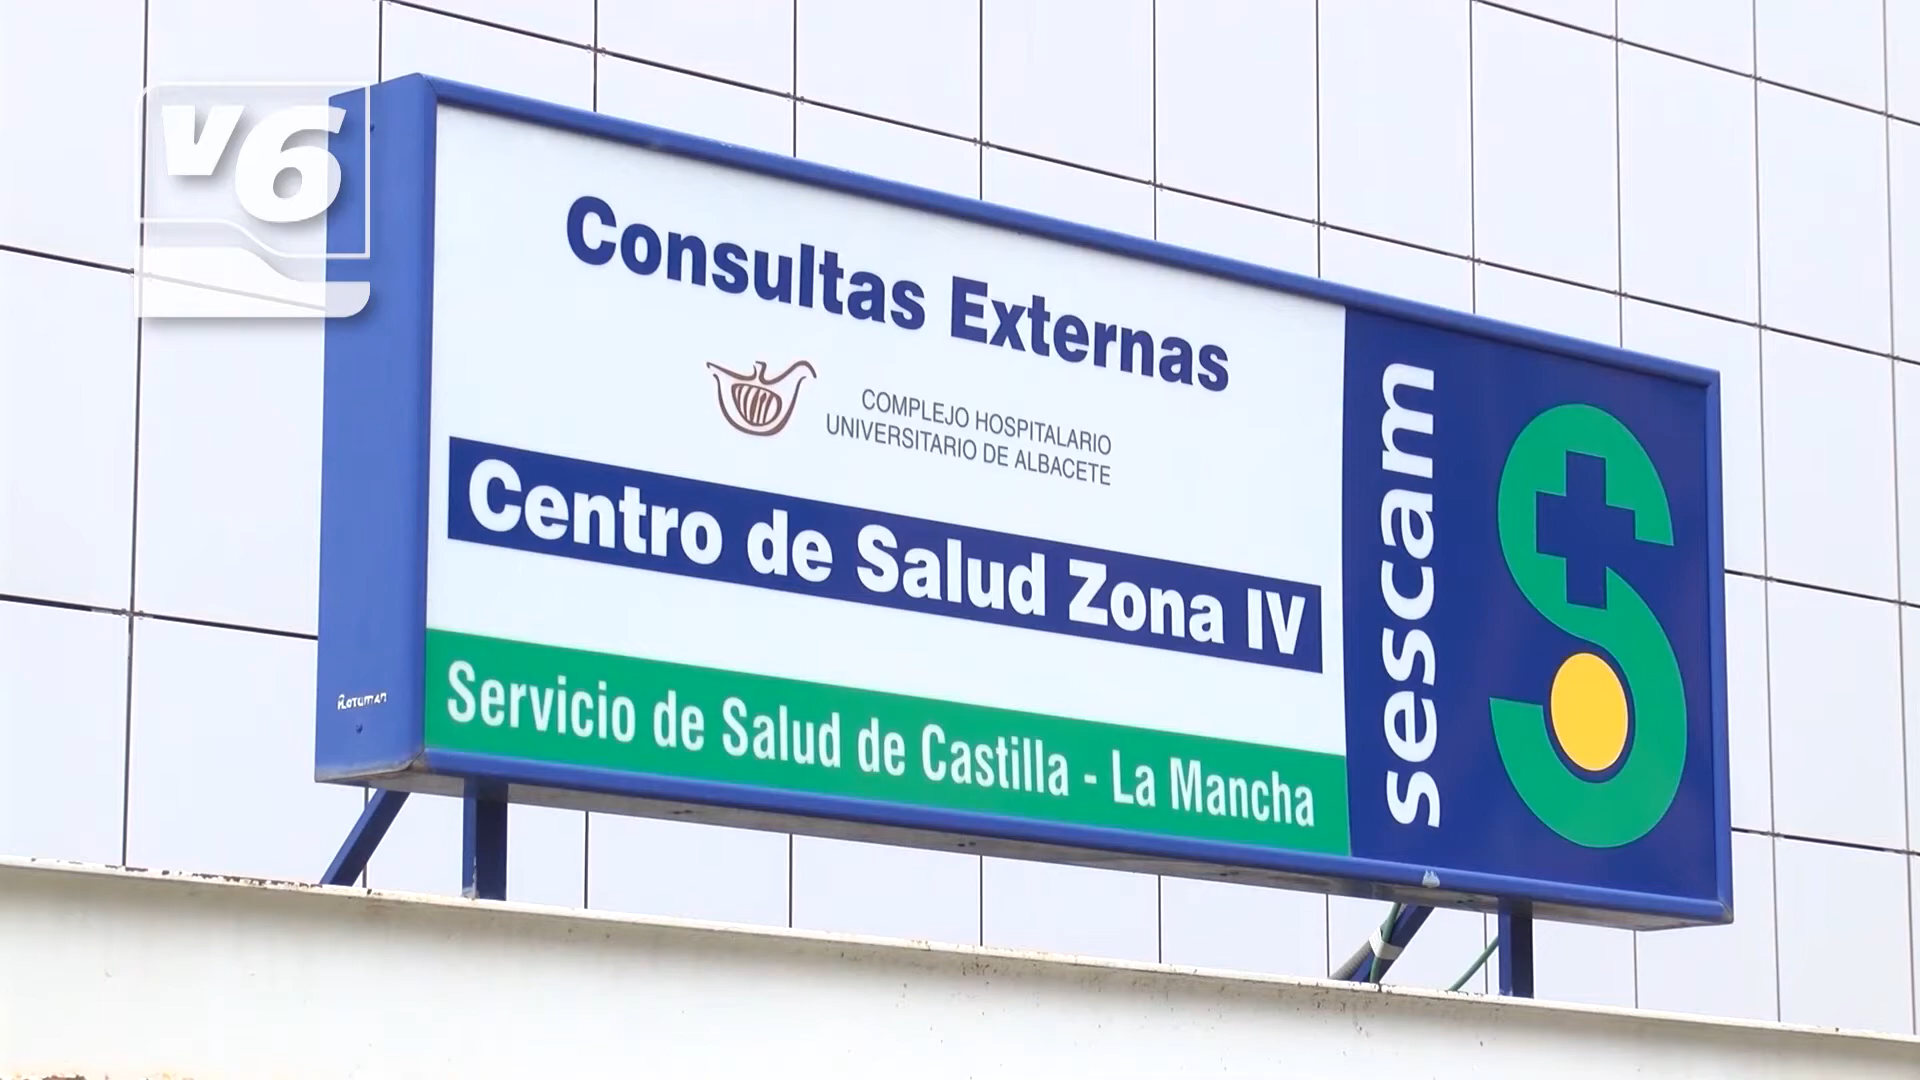 v6
Consultas Externas
COMPLEJO HOSPITALARIO
UNIVERSITARIO DE ALBACETE
Centro de Salud Zona IV
Servicio de Salud de Castilla - La Mancha
sescam